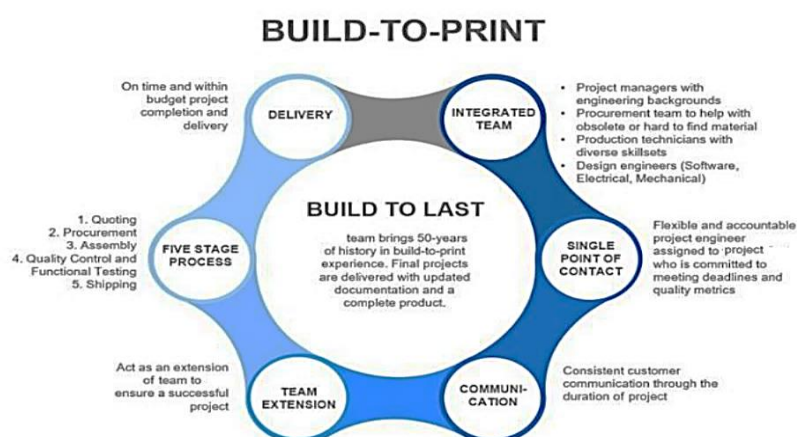 BUILD-TO-PRINT
On time and within
budget project
completion and
delivery
DELIVERY
INTEGRATED
TEAM
• Project managers with
engineering backgrounds
• Procurement team to help with
obsolete or hard to find material
• Production technicians with
diverse skillsets
• Design engineers (Software,
Electrical, Mechanical)
1. Quoting
2. Procurement
3. Assembly
4. Quality Control and
Functional Testing
5. Shipping
FIVE STAGE
PROCESS
BUILD TO LAST
team brings 50-years
of history in build-to-print
experience. Final projects
are delivered with updated
documentation and a
complete product.
SINGLE
POINT OF
CONTACT
Flexible and accountable
project engineer
assigned to project
who is committed to
meeting deadlines and
quality metrics
Act as an extension
of team to
ensure a successful
project
TEAM
EXTENSION
COMMUNI-
CATION
Consistent customer
communication through the
duration of project